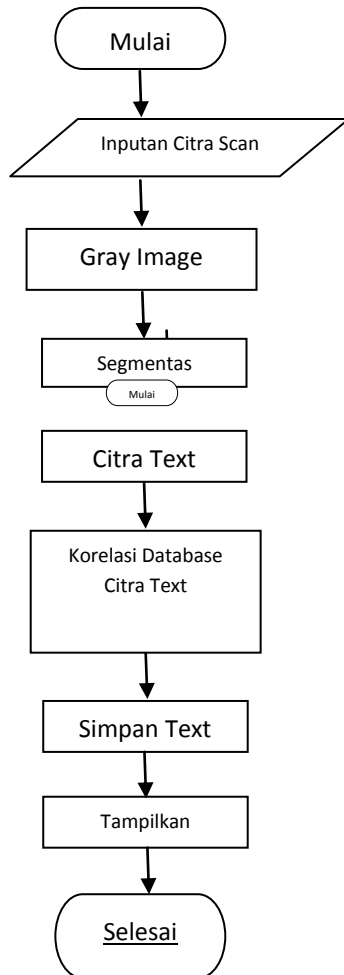 Mulai
Inputan Citra Scan
Gray Image
Segmentas
Mulai
Citra Text
Korelasi Database
Citra Text
Simpan Text
Tampilkan
Selesai